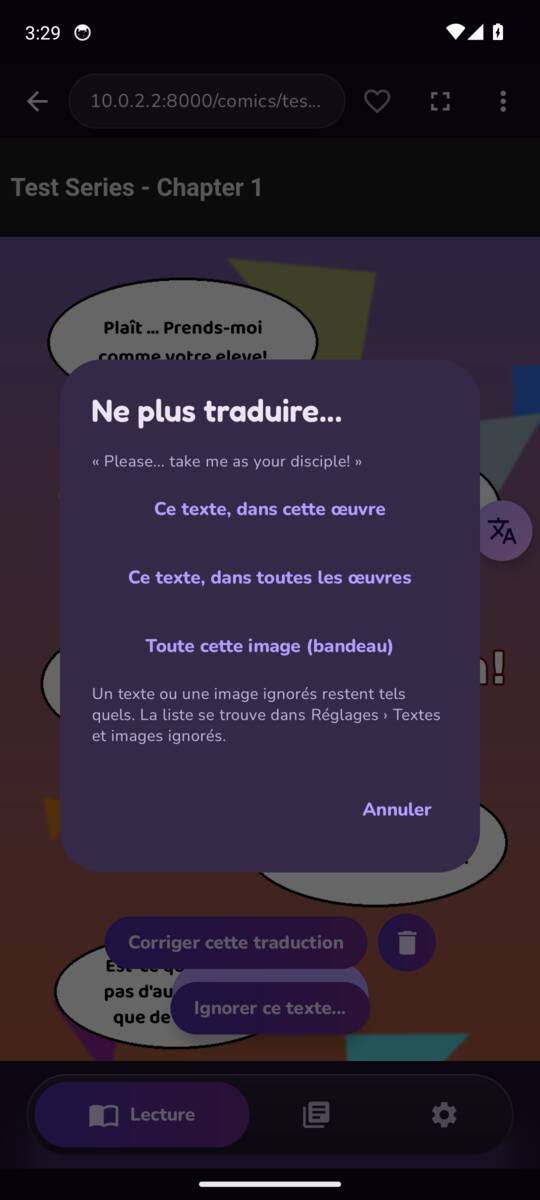 3:29
10.0.2.2:8000/comics/tes...
Test Series - Chapter 1
Plaît ... Prends-moi
comme votre eleve!
Ne plus traduire...
« Please... take me as your disciple! »
Ce texte, dans cette œuvre
Ce texte, dans toutes les œuvres
Toute cette image (bandeau)
Un texte ou une image ignorés restent tels
quels. La liste se trouve dans Réglages › Textes
et images ignorés.
Annuler
Corriger cette traduction
pas d'au
que de
Ignorer ce texte...
Lecture